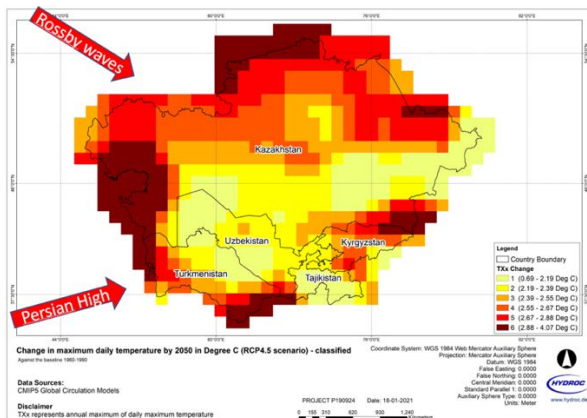 Rossby waves
Persian High
Kazakhstan
Uzbekistan
Kyrgyzstan
Turkmenistan
Tajikistan
Legend
Country Boundary
TXx Change
1 (0.69 - 2.19 Deg C)
2 (2.19 - 2.39 Deg C)
3 (2.39 - 2.55 Deg C)
4 (2.55 - 2.67 Deg C)
5 (2.67 - 2.88 Deg C)
6 (2.88 - 4.07 Deg C)
Change in maximum daily temperature by 2050 in Degree C (RCP4.5 scenario) - classified
Against the baseline 1960-1990
Data Sources:
CMIP5 Global Circulation Models
Disclaimer
TXx represents annual maximum of daily maximum temperature
PROJECT P190924 Date: 18-01-2021
Coordinate System: WGS 1984 Web Mercator Auxiliary Sphere
Projection: Mercator Auxiliary Sphere
Datum: WGS 1984
False Easting: 0.0000
False Northing: 0.0000
Central Meridian: 0.0000
Standard Parallel 1: 0.0000
Auxiliary Sphere Type: 0.0000
Units: Meter
HYDROC
www.hydroc.de